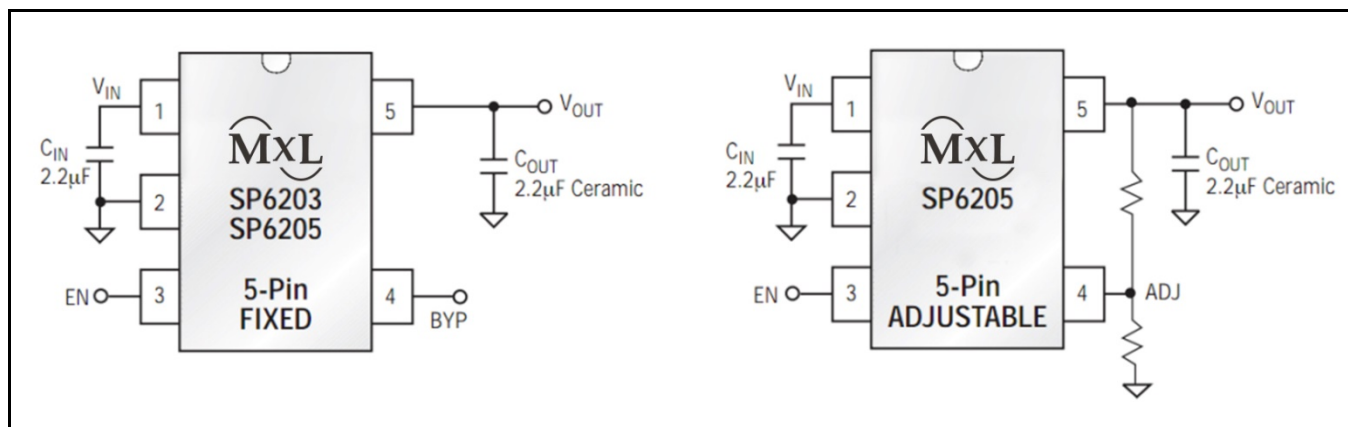 VIN
1
CIN
2.2µF
2
EN
3
MXL
SP6203
SP6205
5-Pin
FIXED
5
VOUT
COUT
2.2µF Ceramic
4
BYP
VIN
1
CIN
2.2µF
2
EN
3
MXL
SP6205
5-Pin
ADJUSTABLE
5
VOUT
COUT
2.2µF Ceramic
4
ADJ